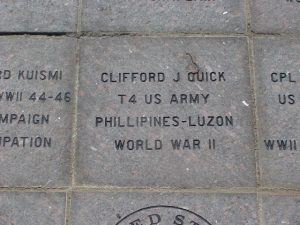 RD KUISMI
WWII 44-46
MPAIGN
PATION
CLIFFORD J QUICK
T4 US ARMY
PHILLIPINES-LUZON
WORLD WAR II
CPL
US
WWII
ED ST